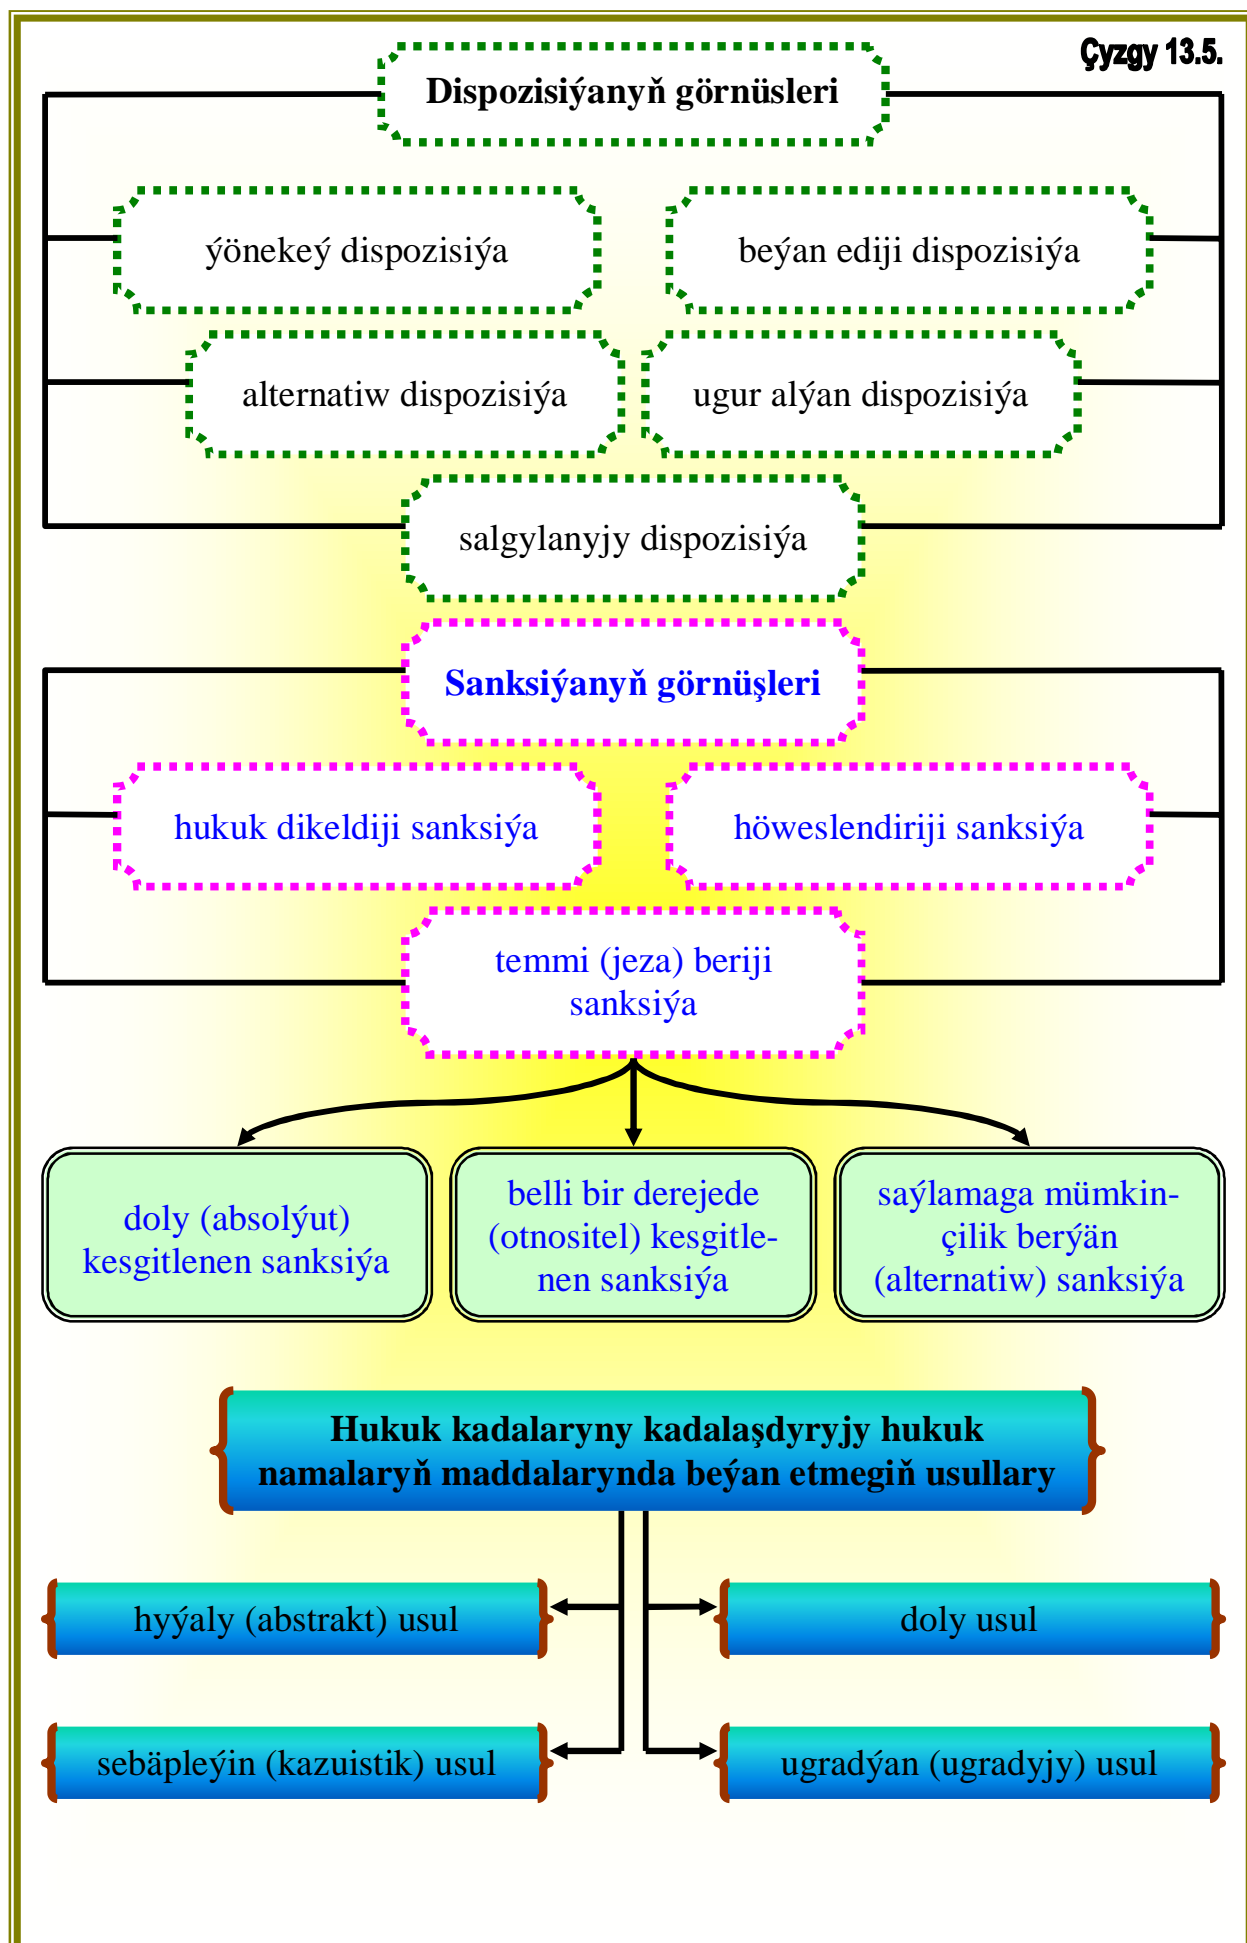 Çyzgy 13.5.
Dispozisiýanyň görnüsleri
ýönekeý dispozisiýa
beýan ediji dispozisiýa
alternatiw dispozisiýa
ugur alýan dispozisiýa
salgylanyjy dispozisiýa
Sanksiýanyň görnüşleri
hukuk dikeldiji sanksiýa
höweslendiriji sanksiýa
temmi (jeza) beriji
sanksiýa
doly (absolýut)
kesgitlenen sanksiýa
belli bir derejede
(otnositel) kesgitle-
nen sanksiýa
saýlamaga mümkin-
çilik berýän
(alternatiw) sanksiýa
Hukuk kadalaryny kadalaşdyryjy hukuk
namalaryň maddalarynda beýan etmegiň usullary
hyýaly (abstrakt) usul
doly usul
sebäpleýin (kazuistik) usul
ugradýan (ugradyjy) usul